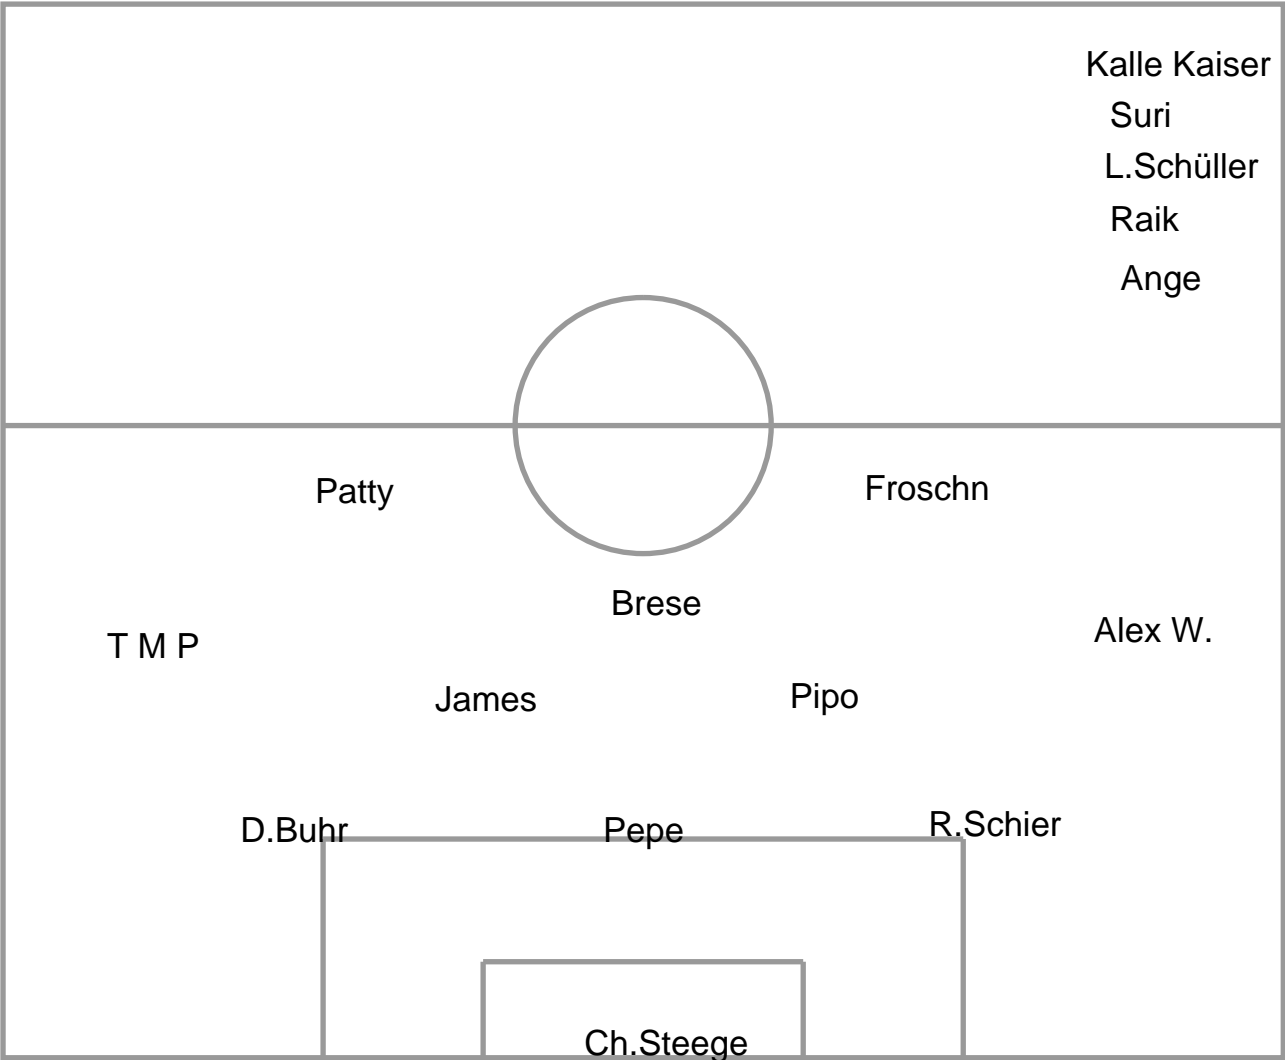 Kalle Kaiser
Suri
L.Schüller
Raik
Ange
Patty
Froschn
Brese
T M P
Alex W.
James
Pipo
D.Buhr
Pepe
R.Schier
Ch.Steege